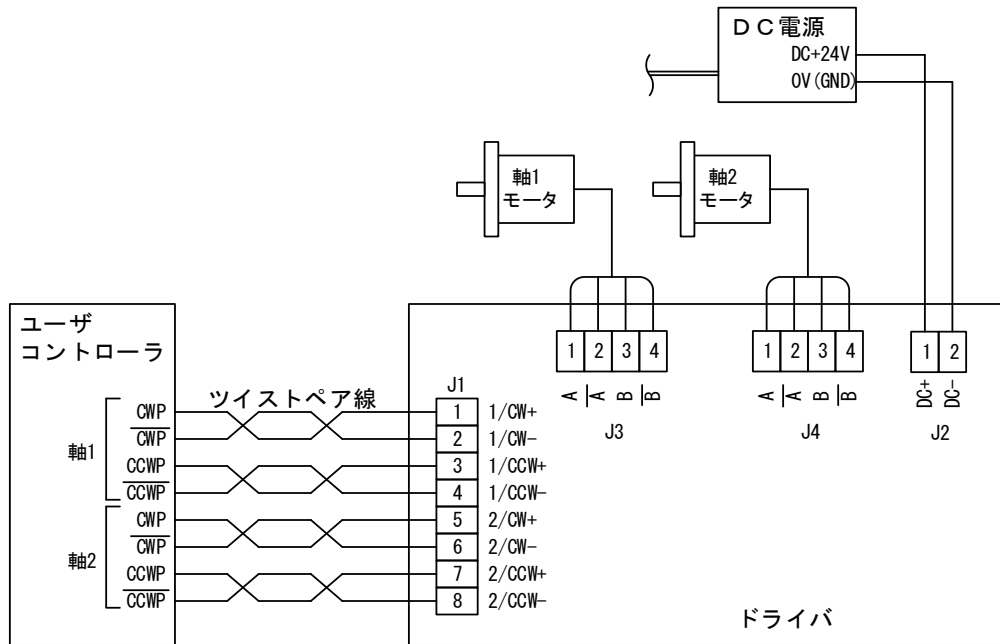 ＤＣ電源
DC+24V
0V(GND)
軸1
モータ
軸2
モータ
ユーザ
コントローラ
ツイストペア線
J1
1 2 3 4
1 2 3 4
1 2
A A̅ B B̅
A A̅ B B̅
DC+ DC-
J3
J4
J2
軸1
CWP
1
1/CW+
C̅W̅P̅
2
1/CW-
CCWP
3
1/CCW+
C̅C̅W̅P̅
4
1/CCW-
軸2
CWP
5
2/CW+
C̅W̅P̅
6
2/CW-
CCWP
7
2/CCW+
C̅C̅W̅P̅
8
2/CCW-
ドライバ